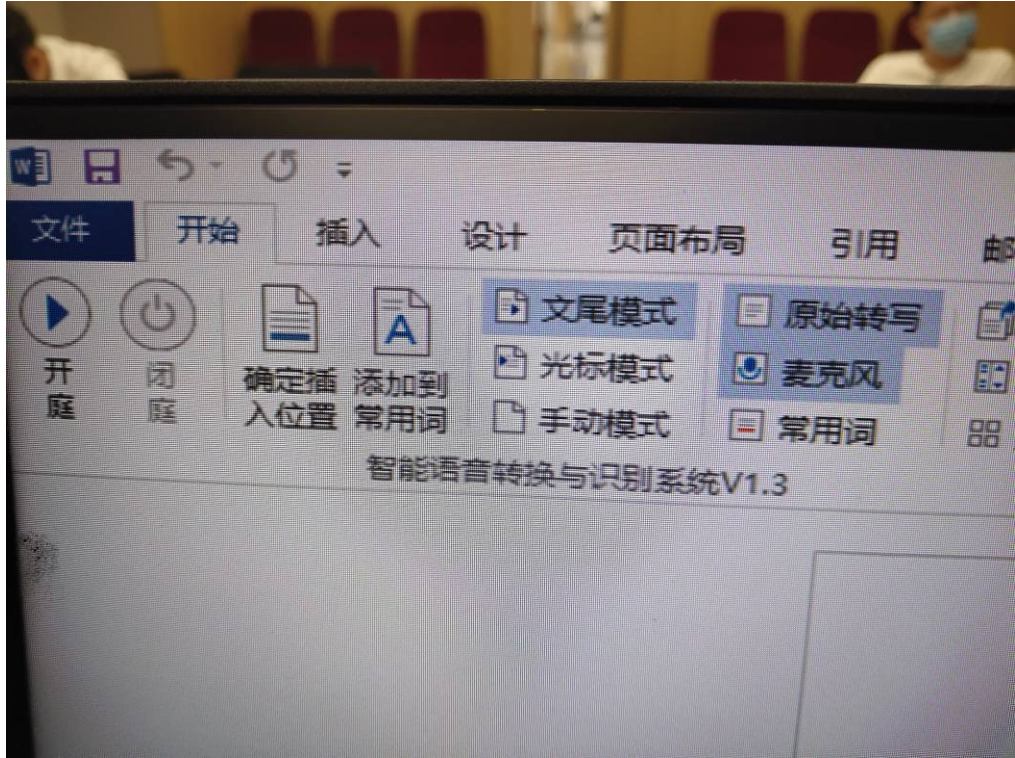 W
文件 开始 插入 设计 页面布局 引用 邮
开庭
闭庭
确定插入位置
添加到常用词
文尾模式
光标模式
手动模式
原始转写
麦克风
常用词
智能语音转换与识别系统V1.3